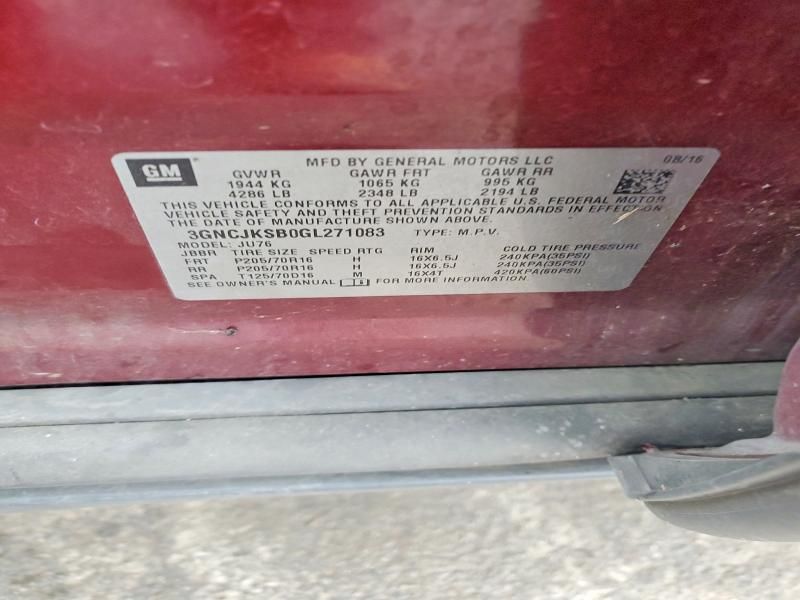 GM
MFD BY GENERAL MOTORS LLC 08/16
GVWR GAWR FRT GAWR RR
1944 KG 1065 KG 995 KG
4286 LB 2348 LB 2194 LB
THIS VEHICLE CONFORMS TO ALL APPLICABLE U.S. FEDERAL MOTOR
VEHICLE SAFETY AND THEFT PREVENTION STANDARDS IN EFFECT ON
THE DATE OF MANUFACTURE SHOWN ABOVE.
3GNCJKSB0GL271083 TYPE: M.P.V.
MODEL: JU76
JBBR TIRE SIZE SPEED RTG RIM COLD TIRE PRESSURE
FRT P205/70R16 H 16X6.5J 240KPA(35PSI)
RR P205/70R16 H 16X6.5J 240KPA(35PSI)
SPA T125/70D16 M 16X4T 420KPA(60PSI)
SEE OWNER'S MANUAL FOR MORE INFORMATION.